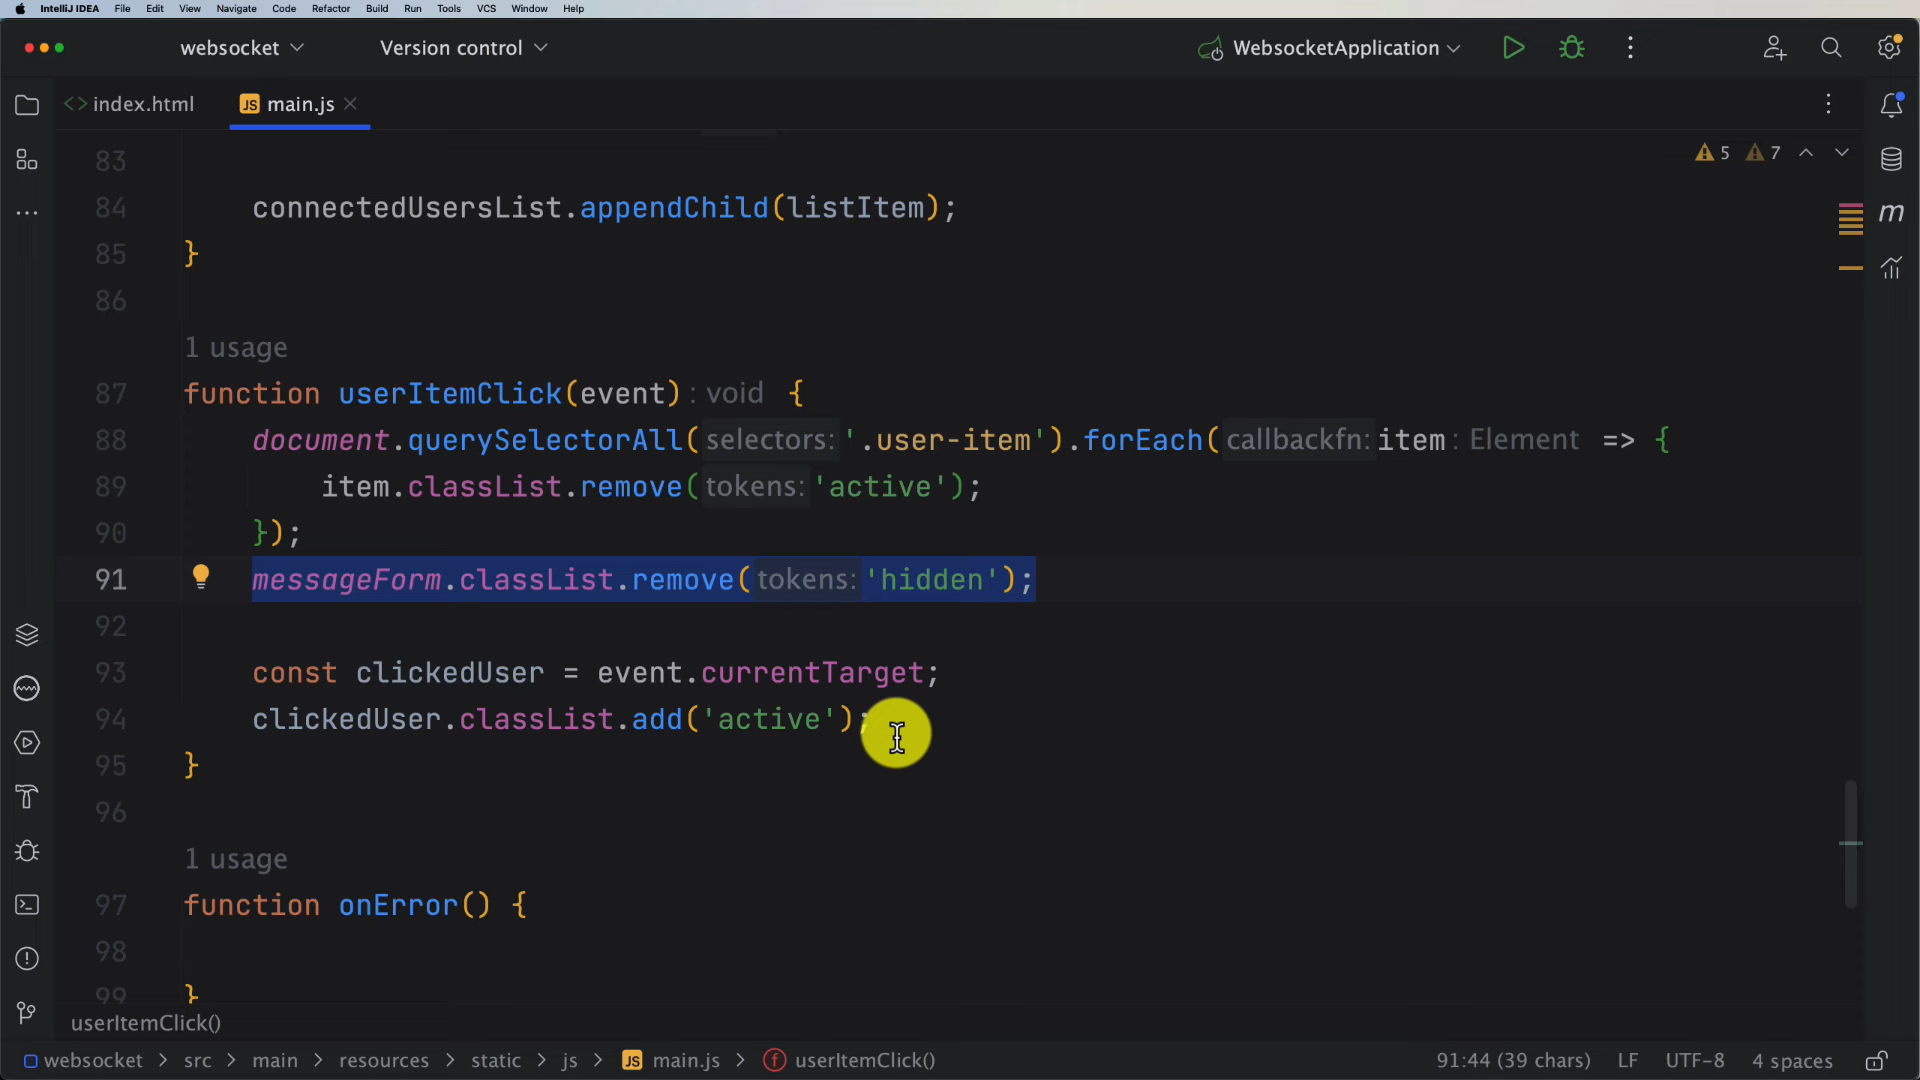 IntelliJ IDEA File Edit View Navigate Code Refactor Build Run Tools VCS Window Help
websocket Version control WebsocketApplication
index.html JS main.js
5 7
83
84 connectedUsersList.appendChild(listItem);
85 }
86
1 usage
87 function userItemClick(event) : void {
88 document.querySelectorAll( selectors: '.user-item').forEach( callbackfn: item : Element => {
89 item.classList.remove( tokens: 'active');
90 });
91 messageForm.classList.remove( tokens: 'hidden');
92
93 const clickedUser = event.currentTarget;
94 clickedUser.classList.add('active');
95 }
96
1 usage
97 function onError() {
98
99 }
userItemClick()
websocket > src > main > resources > static > js > JS main.js > f userItemClick() 91:44 (39 chars) LF UTF-8 4 spaces
m